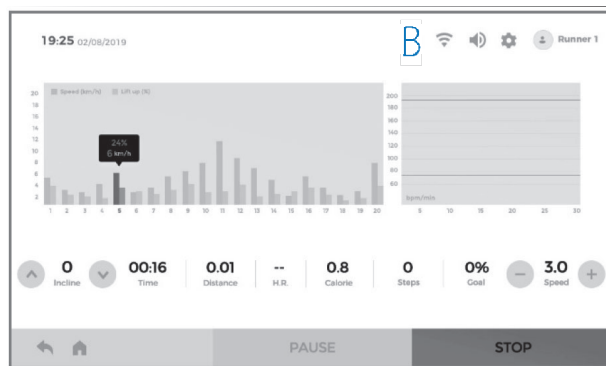 19:25 02/08/2019 B Runner 1
Speed (km/h) Lift up (%)
20
18
16
14
12
10
8
6
4
2
24%
6 km/h
1 2 3 4 5 6 7 8 9 10 11 12 13 14 15 16 17 18 19 20
200
180
160
140
120
100
80
60
bpm/min
5 10 15 20 25 30
0 00:16 0.01 -- 0.8 0 0% 3.0
Incline Time Distance H.R. Calorie Steps Goal Speed
PAUSE STOP